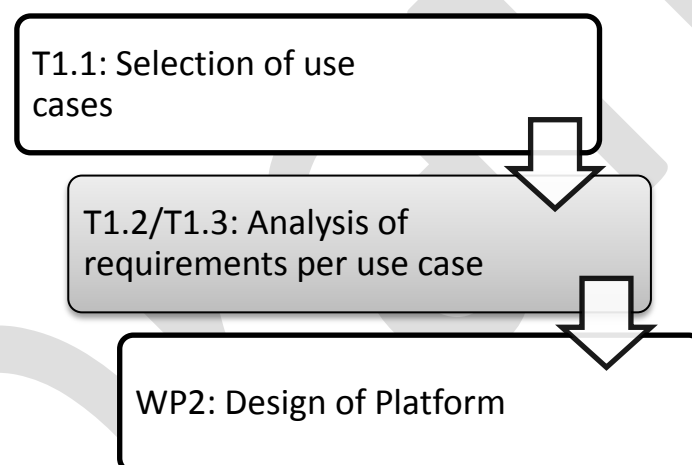 T1.1: Selection of use
cases
T1.2/T1.3: Analysis of
requirements per use case
WP2: Design of Platform